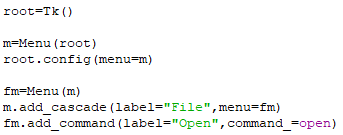 root=Tk()
m=Menu(root)
root.config(menu=m)
fm=Menu(m)
m.add_cascade(label="File",menu=fm)
fm.add_command(label="Open",command_=open)